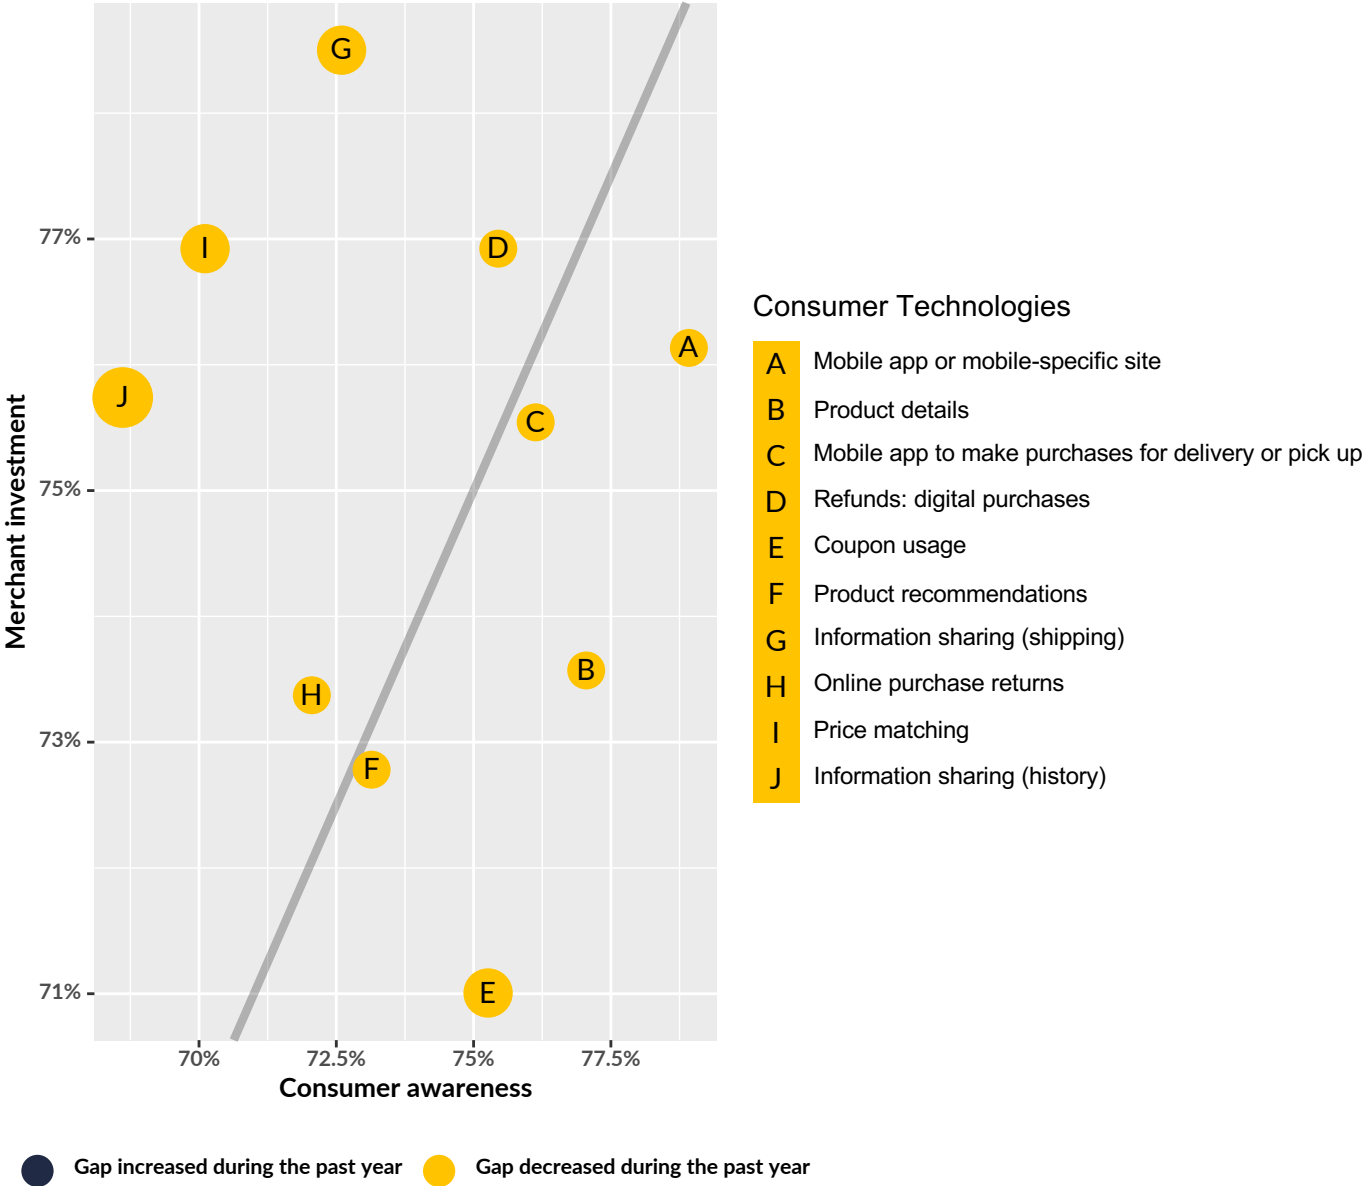 G
77%
I
D
Consumer Technologies
A
A Mobile app or mobile-specific site
J
B Product details
C
C Mobile app to make purchases for delivery or pick up
Merchant investment
75%
D Refunds: digital purchases
E Coupon usage
F Product recommendations
G Information sharing (shipping)
B
H
H Online purchase returns
73%
I Price matching
F
J Information sharing (history)
71%
E
70% 72.5% 75% 77.5%
Consumer awareness
Gap increased during the past year Gap decreased during the past year